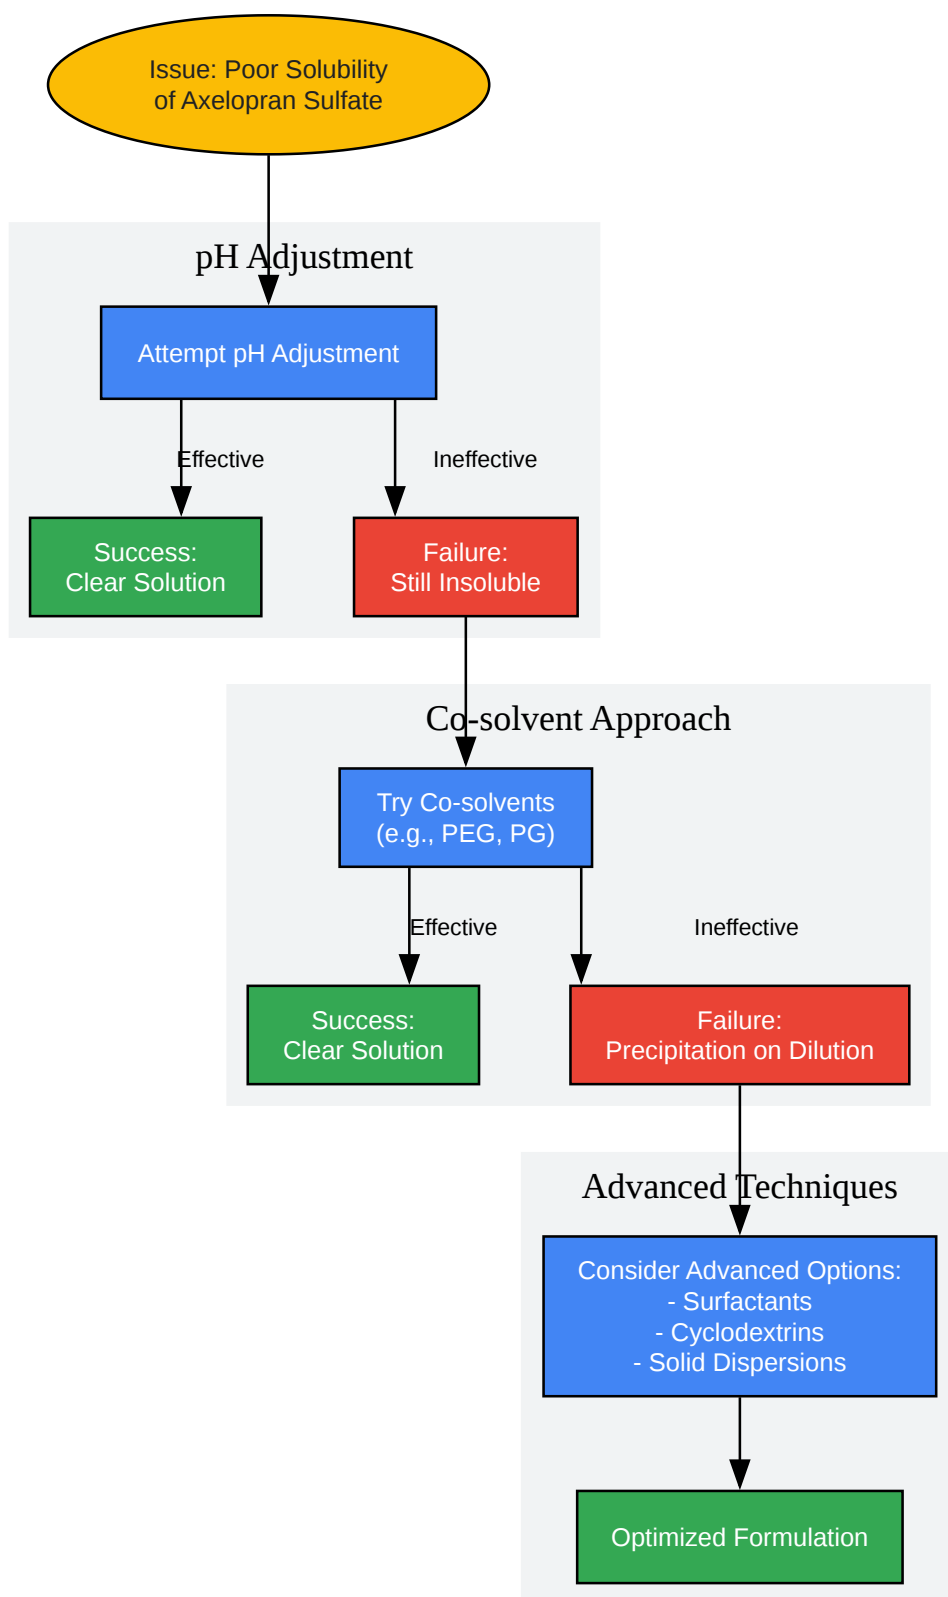 Issue: Poor Solubility
of Axelopran Sulfate
pH Adjustment
Attempt pH Adjustment
Effective
Ineffective
Success:
Clear Solution
Failure:
Still Insoluble
Co-solvent Approach
Try Co-solvents
(e.g., PEG, PG)
Effective
Ineffective
Success:
Clear Solution
Failure:
Precipitation on Dilution
Advanced Techniques
Consider Advanced Options:
- Surfactants
- Cyclodextrins
- Solid Dispersions
Optimized Formulation